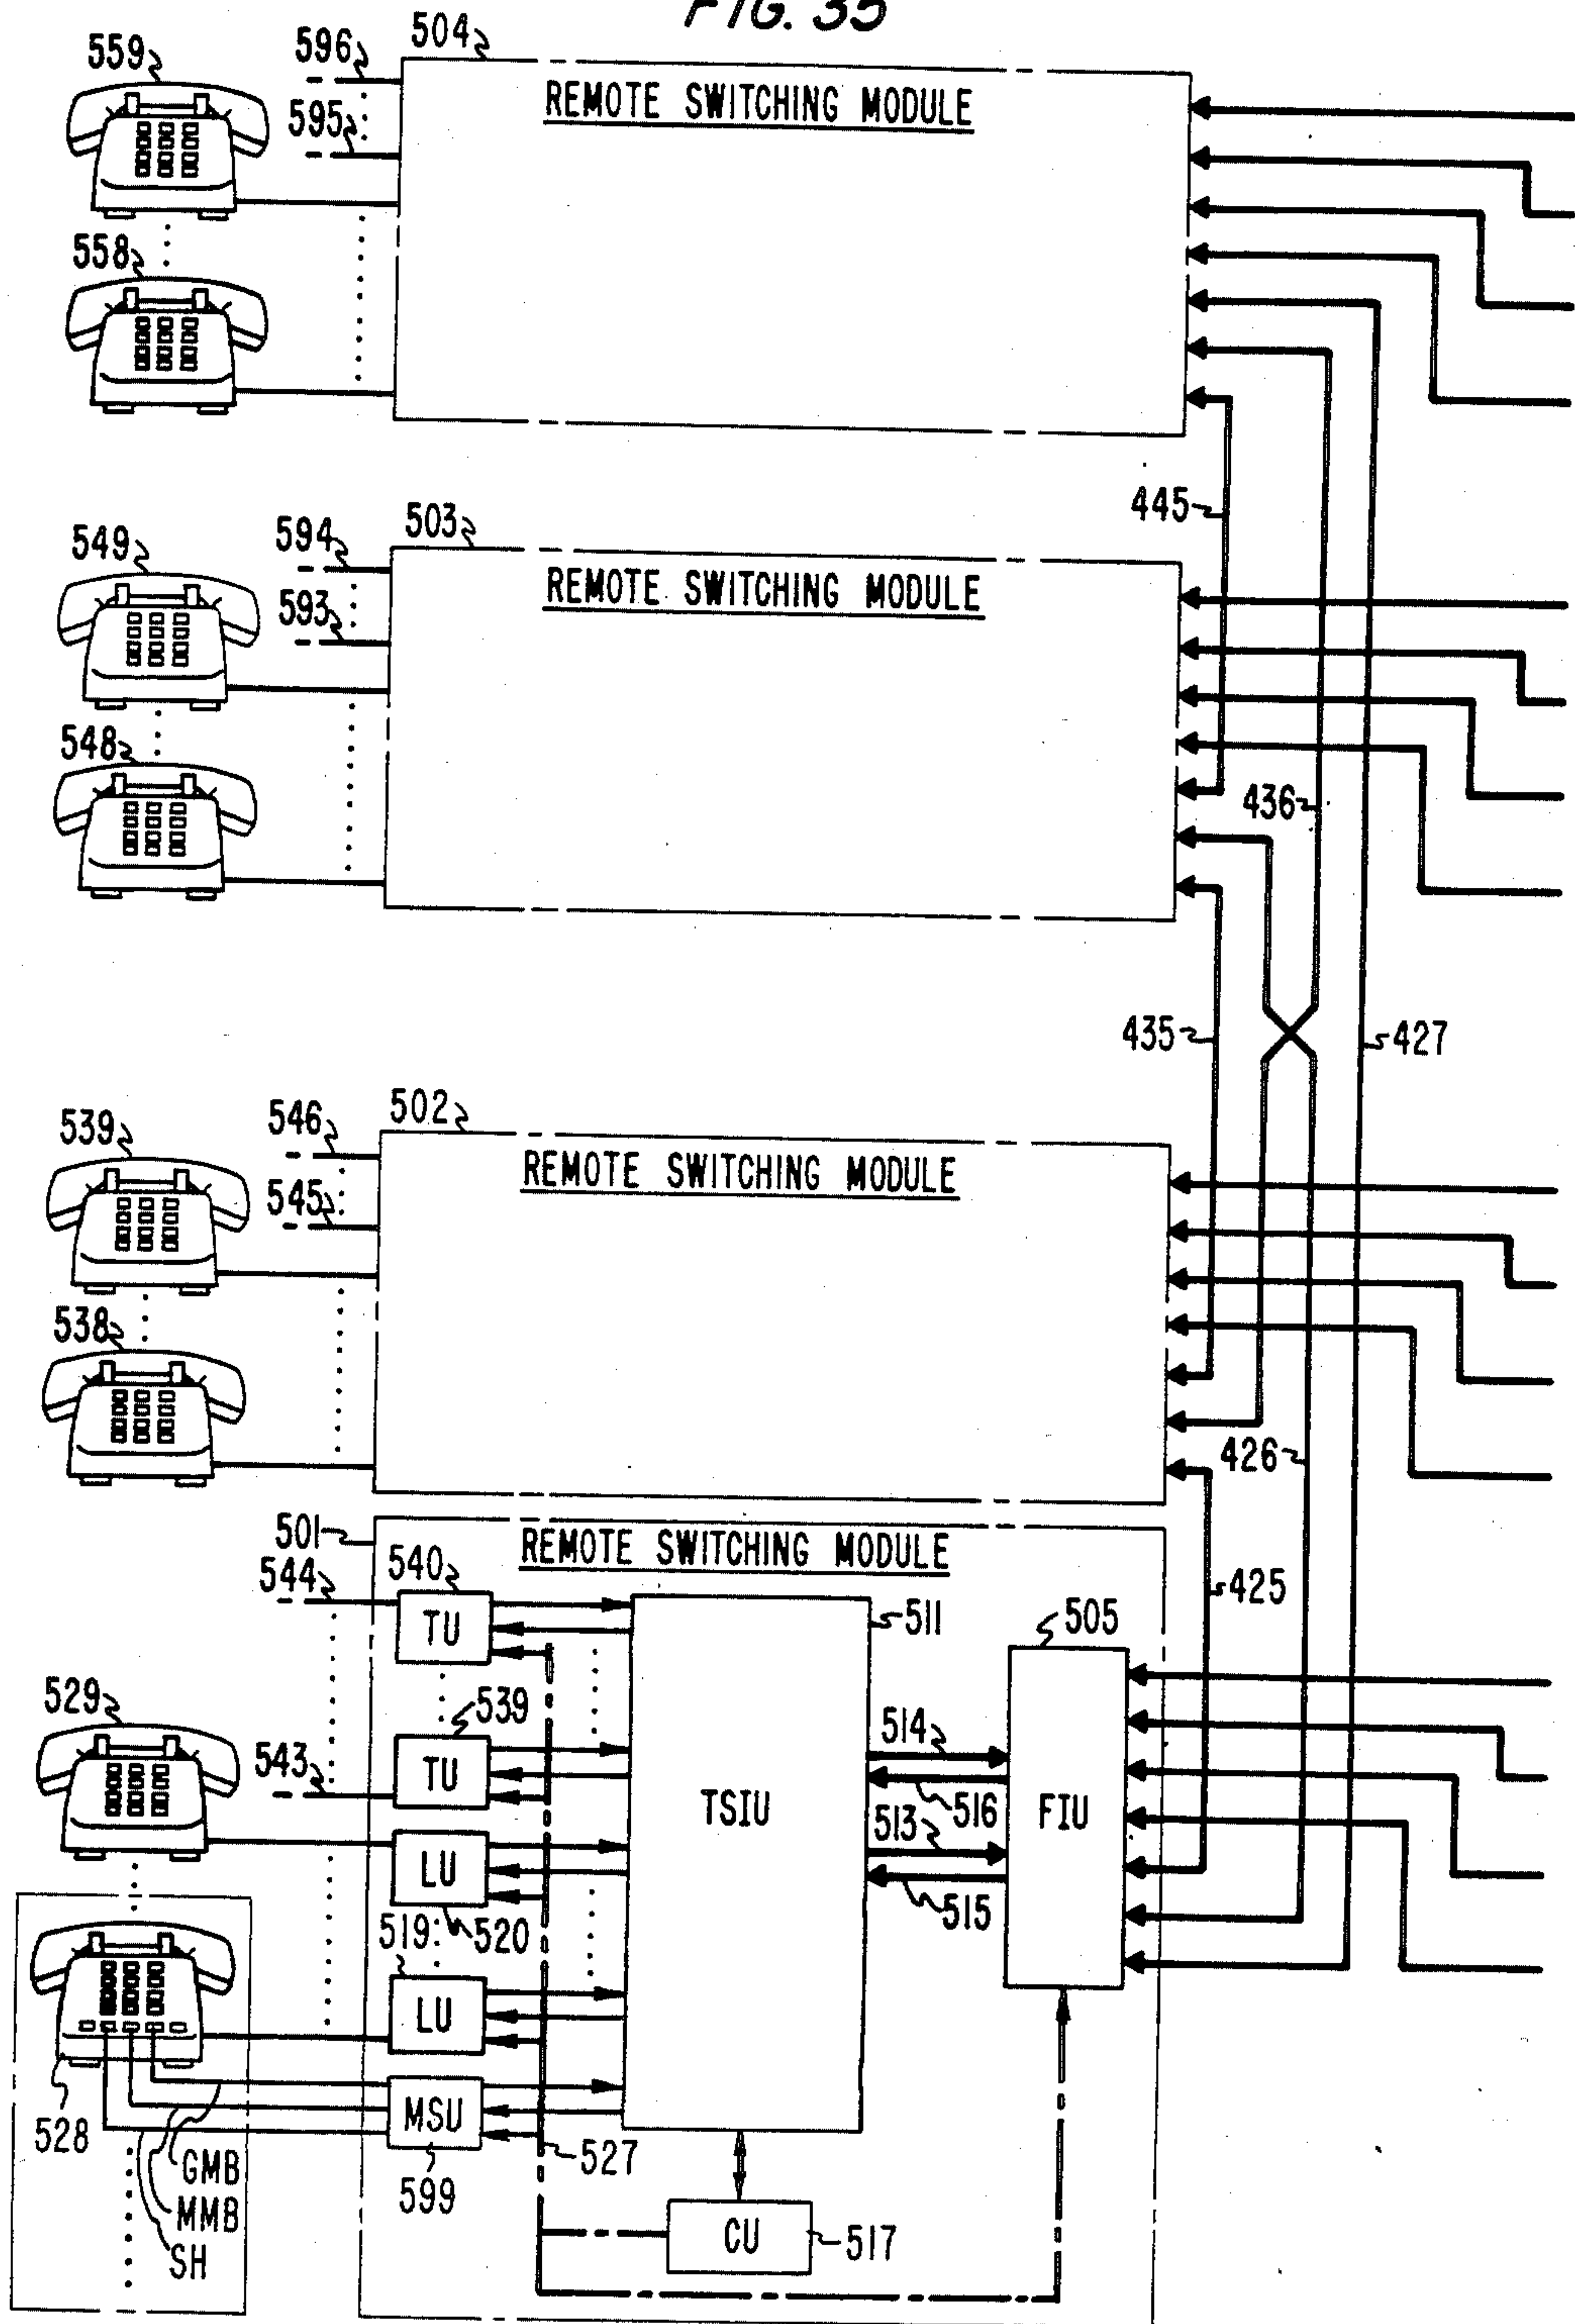 FIG. 35
559
596
504
REMOTE SWITCHING MODULE
595
558
445
549
594
503
REMOTE SWITCHING MODULE
593
548
436
435
427
539
546
502
REMOTE SWITCHING MODULE
545
538
426
501
REMOTE SWITCHING MODULE
544
540
425
TU
511
505
529
539
514
543
TU
TSIU
516
FIU
513
LU
515
519
520
LU
528
MSU
GMB
527
599
MMB
CU
517
SH